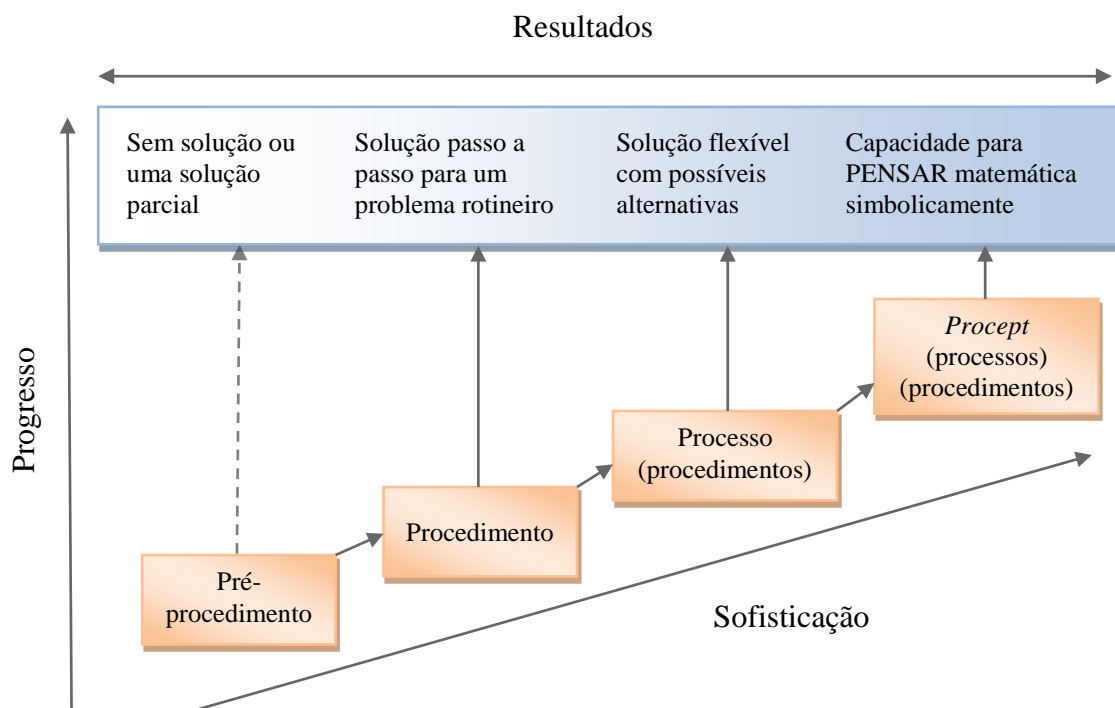 Resultados
Sem solução ou
uma solução
parcial
Solução passo a
passo para um
problema rotineiro
Solução flexível
com possíveis
alternativas
Capacidade para
PENSAR matemática
simbolicamente
Progresso
Procept
(processos)
(procedimentos)
Processo
(procedimentos)
Procedimento
Pré-
procedimento
Sofisticação